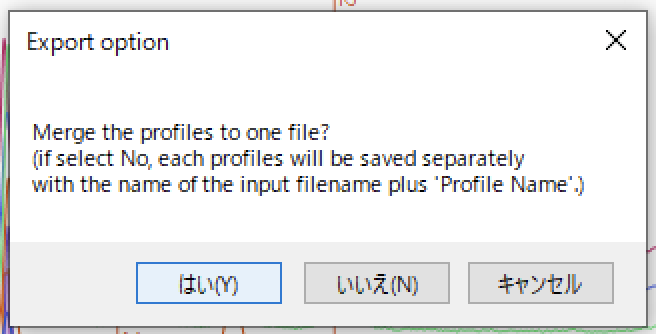 Export option
Merge the profiles to one file?
(if select No, each profiles will be saved separately
with the name of the input filename plus 'Profile Name'.)
はい(Y)
いいえ(N)
キャンセル